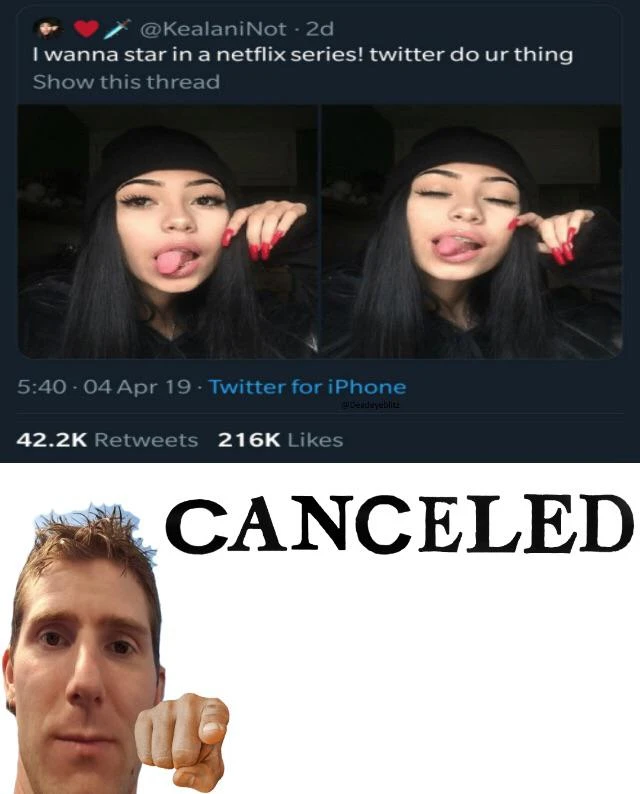 @KealaniNot · 2d
I wanna star in a netflix series! twitter do ur thing
Show this thread
5:40 · 04 Apr 19 · Twitter for iPhone
@Deadeyeblitz
42.2K Retweets 216K Likes
CANCELED